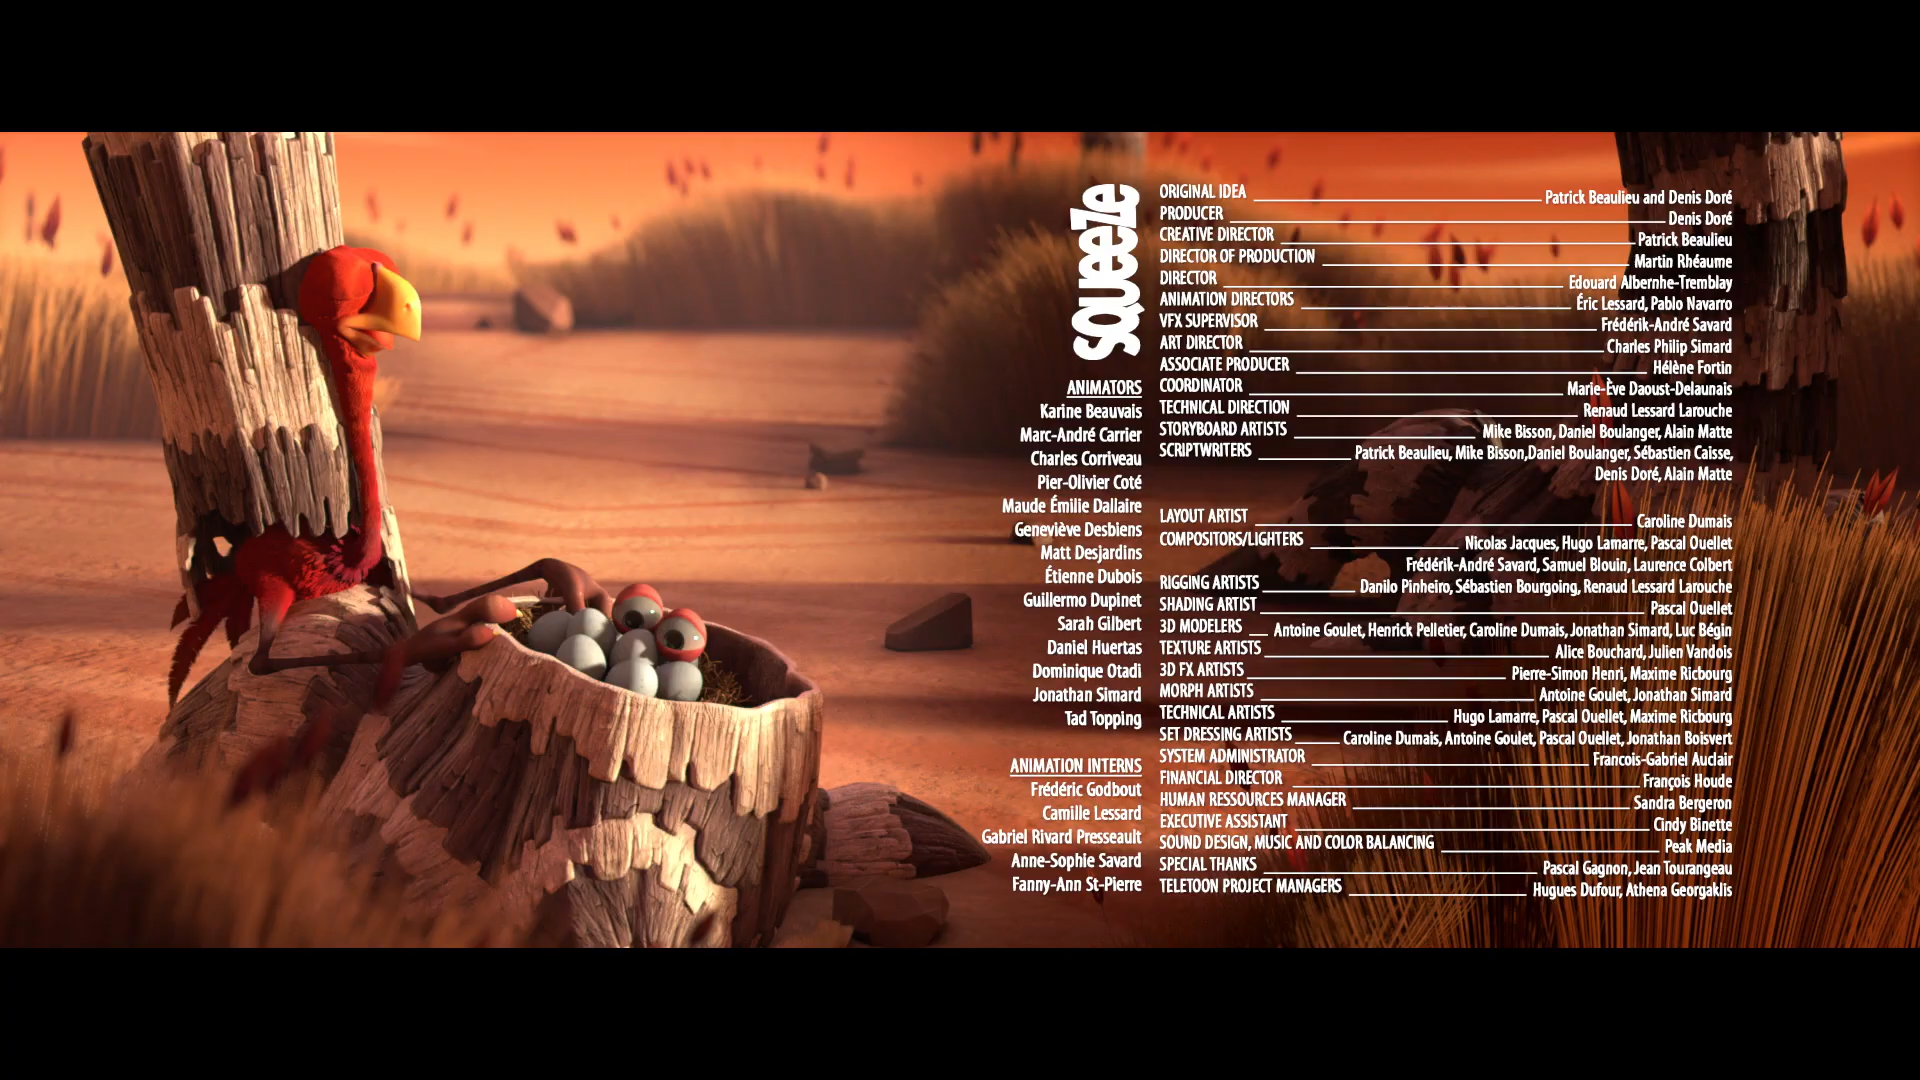 squeeze
ANIMATORS
Karine Beauvais
Marc-André Carrier
Charles Corriveau
Pier-Olivier Coté
Maude Émilie Dallaire
Geneviève Desbiens
Matt Desjardins
Étienne Dubois
Guillermo Dupinet
Sarah Gilbert
Daniel Huertas
Dominique Otadi
Jonathan Simard
Tad Topping
ANIMATION INTERNS
Frédéric Godbout
Camille Lessard
Gabriel Rivard Presseault
Anne-Sophie Savard
Fanny-Ann St-Pierre
ORIGINAL IDEA Patrick Beaulieu and Denis Doré
PRODUCER Denis Doré
CREATIVE DIRECTOR Patrick Beaulieu
DIRECTOR OF PRODUCTION Martin Rhéaume
DIRECTOR Edouard Albernhe-Tremblay
ANIMATION DIRECTORS Éric Lessard, Pablo Navarro
VFX SUPERVISOR Frédérik-André Savard
ART DIRECTOR Charles Philip Simard
ASSOCIATE PRODUCER Hélène Fortin
COORDINATOR Marie-Ève Daoust-Delaunais
TECHNICAL DIRECTION Renaud Lessard Larouche
STORYBOARD ARTISTS Mike Bisson, Daniel Boulanger, Alain Matte
SCRIPTWRITERS Patrick Beaulieu, Mike Bisson,Daniel Boulanger, Sébastien Caisse,
Denis Doré, Alain Matte
LAYOUT ARTIST Caroline Dumais
COMPOSITORS/LIGHTERS Nicolas Jacques, Hugo Lamarre, Pascal Ouellet
Frédérik-André Savard, Samuel Blouin, Laurence Colbert
RIGGING ARTISTS Danilo Pinheiro, Sébastien Bourgoing, Renaud Lessard Larouche
SHADING ARTIST Pascal Ouellet
3D MODELERS Antoine Goulet, Henrick Pelletier, Caroline Dumais, Jonathan Simard, Luc Bégin
TEXTURE ARTISTS Alice Bouchard, Julien Vandois
3D FX ARTISTS Pierre-Simon Henri, Maxime Ricbourg
MORPH ARTISTS Antoine Goulet, Jonathan Simard
TECHNICAL ARTISTS Hugo Lamarre, Pascal Ouellet, Maxime Ricbourg
SET DRESSING ARTISTS Caroline Dumais, Antoine Goulet, Pascal Ouellet, Jonathan Boisvert
SYSTEM ADMINISTRATOR Francois-Gabriel Auclair
FINANCIAL DIRECTOR François Houde
HUMAN RESSOURCES MANAGER Sandra Bergeron
EXECUTIVE ASSISTANT Cindy Binette
SOUND DESIGN, MUSIC AND COLOR BALANCING Peak Media
SPECIAL THANKS Pascal Gagnon, Jean Tourangeau
TELETOON PROJECT MANAGERS Hugues Dufour, Athena Georgaklis